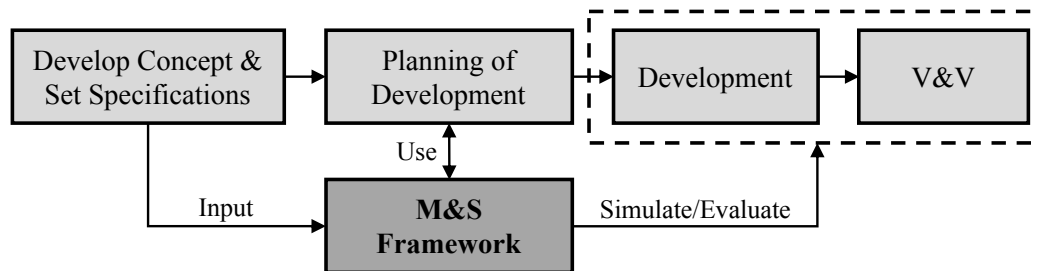 Develop Concept &
Set Specifications
Planning of
Development
Development
V&V
Use
Input
M&S
Framework
Simulate/Evaluate